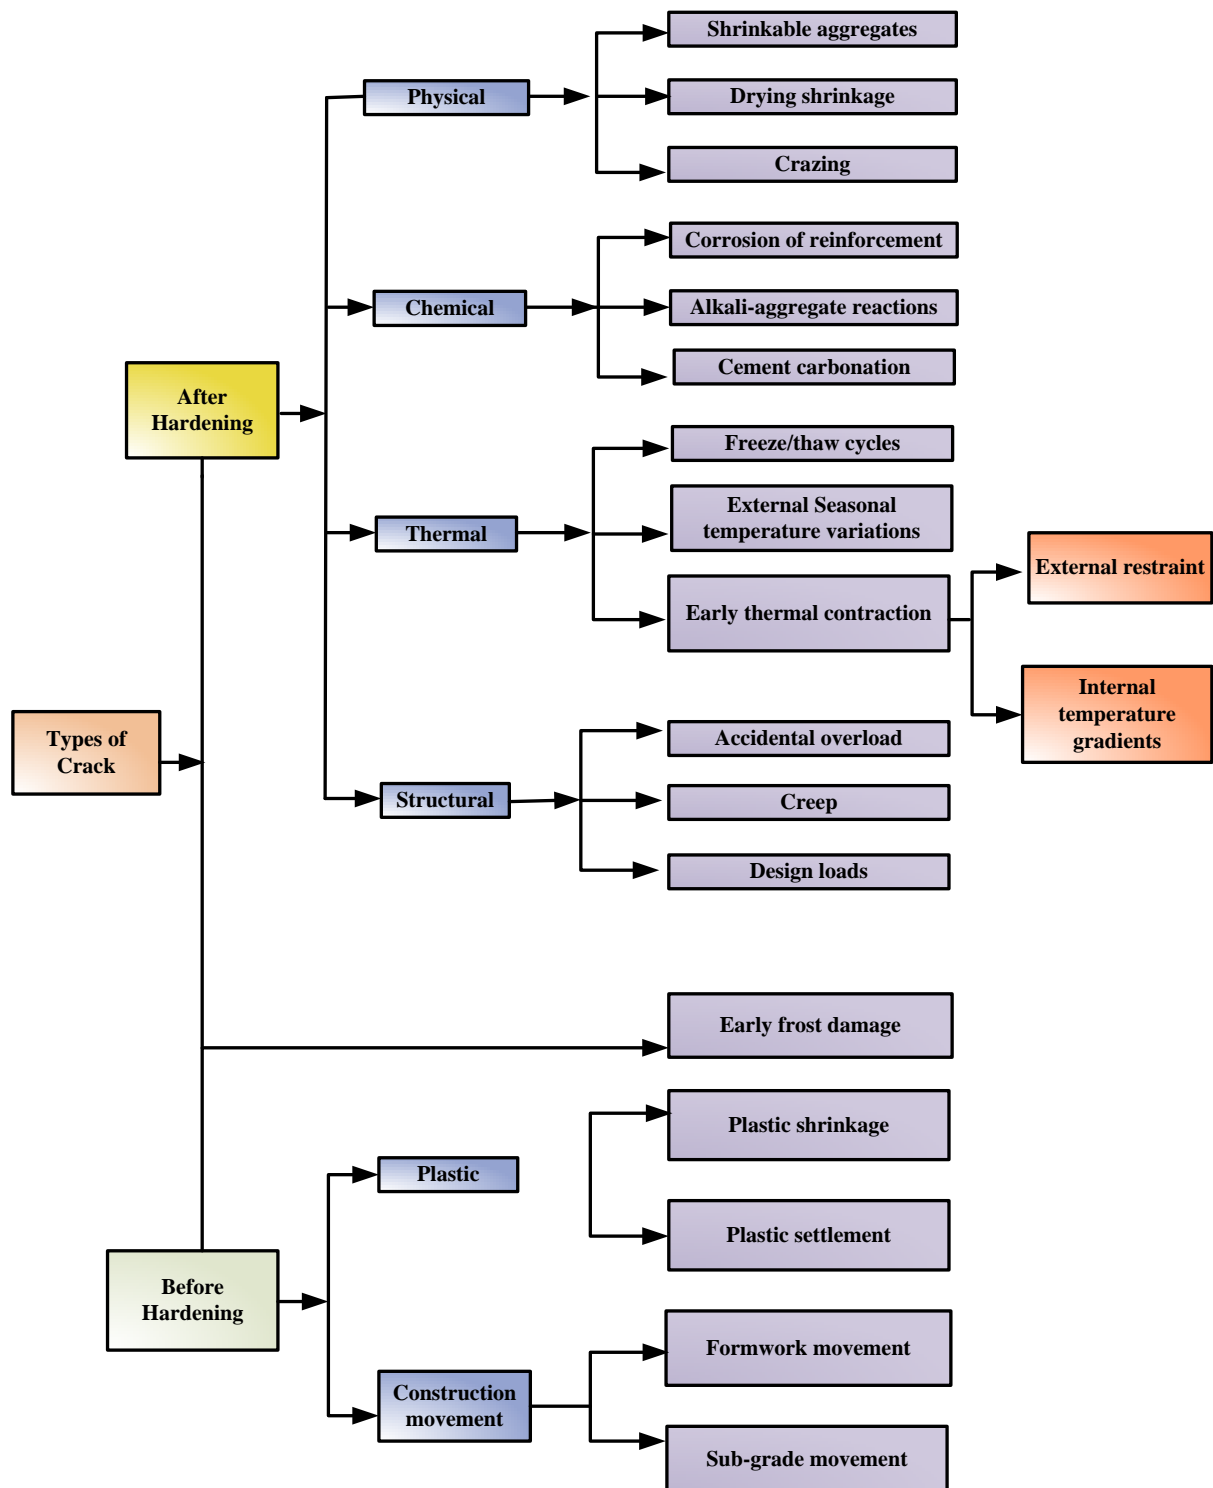 Shrinkable aggregates
Physical
Drying shrinkage
Crazing
Corrosion of reinforcement
Chemical
Alkali-aggregate reactions
Cement carbonation
After
Hardening
Freeze/thaw cycles
External Seasonal
temperature variations
Thermal
External restraint
Early thermal contraction
Internal
temperature
gradients
Types of
Crack
Accidental overload
Structural
Creep
Design loads
Early frost damage
Plastic shrinkage
Plastic
Plastic settlement
Before
Hardening
Formwork movement
Construction
movement
Sub-grade movement